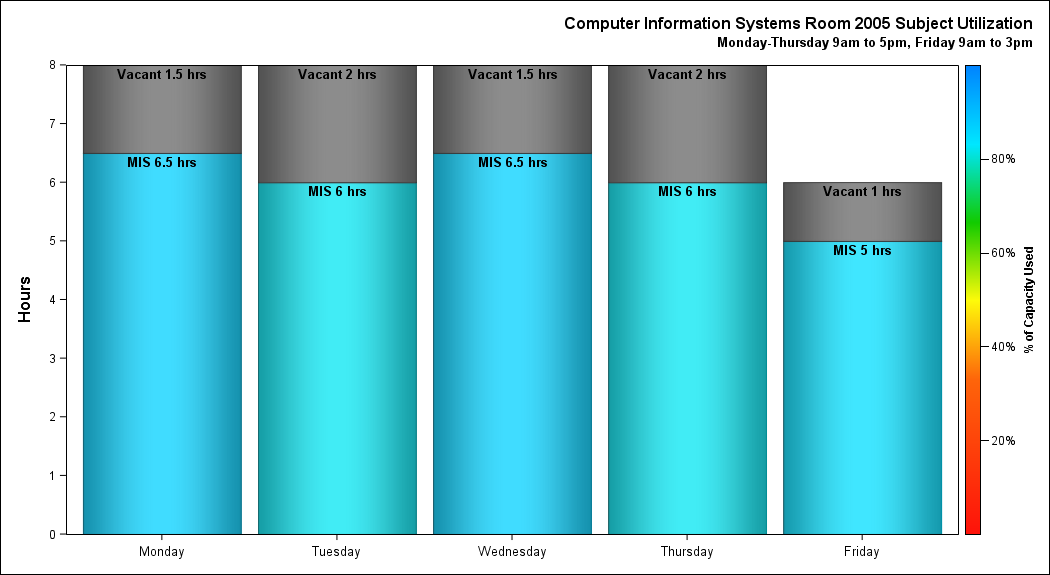 Computer Information Systems Room 2005 Subject Utilization
Monday-Thursday 9am to 5pm, Friday 9am to 3pm
8
7
6
5
4
3
2
1
0
Hours
Vacant 1.5 hrs
MIS 6.5 hrs
Vacant 2 hrs
MIS 6 hrs
Vacant 1.5 hrs
MIS 6.5 hrs
Vacant 2 hrs
MIS 6 hrs
Vacant 1 hrs
MIS 5 hrs
Monday
Tuesday
Wednesday
Thursday
Friday
80%
60%
40%
20%
% of Capacity Used